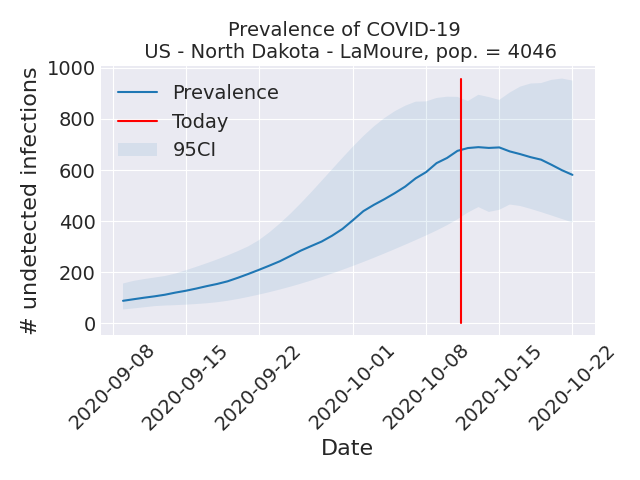 Prevalence of COVID-19
US - North Dakota - LaMoure, pop. = 4046
# undetected infections
1000
800
600
400
200
0
Prevalence
Today
95CI
2020-09-08
2020-09-15
2020-09-22
2020-10-01
2020-10-08
2020-10-15
2020-10-22
Date